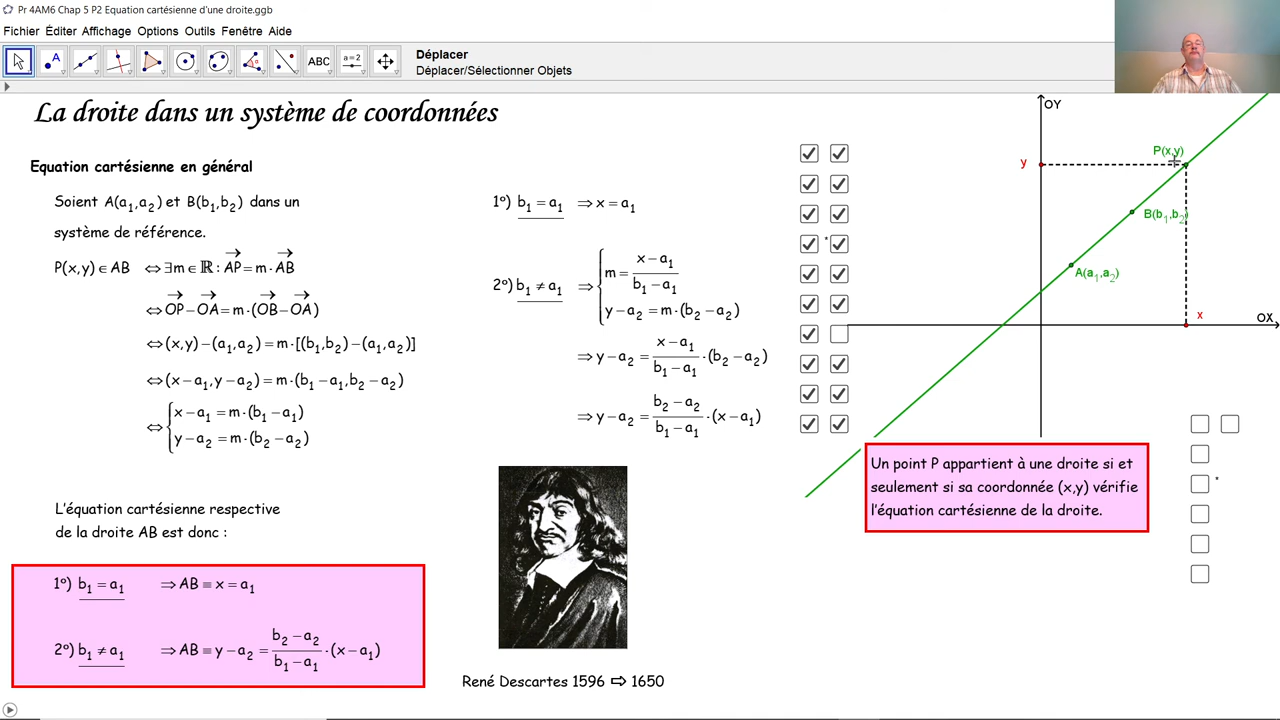 Pr 4AM6 Chap 5 P2 Equation cartésienne d'une droite.ggb
Fichier Éditer Affichage Options Outils Fenêtre Aide
A
ABC
a=2
Déplacer
Déplacer/Sélectionner Objets
La droite dans un système de coordonnées
Equation cartésienne en général
Soient A(a₁,a₂) et B(b₁,b₂) dans un
système de référence.
P(x,y) ∈ AB ⇔ ∃m ∈ ℝ : AP⃗ = m · AB⃗
⇔ OP⃗ − OA⃗ = m · (OB⃗ − OA⃗)
⇔ (x,y) − (a₁,a₂) = m · [(b₁,b₂) − (a₁,a₂)]
⇔ (x − a₁, y − a₂) = m · (b₁ − a₁, b₂ − a₂)
⇔ { x − a₁ = m · (b₁ − a₁)
y − a₂ = m · (b₂ − a₂)
L'équation cartésienne respective
de la droite AB est donc :
1°) b₁ = a₁ ⇒ AB ≡ x = a₁
2°) b₁ ≠ a₁ ⇒ AB ≡ y − a₂ = (b₂ − a₂)/(b₁ − a₁) · (x − a₁)
1°) b₁ = a₁ ⇒ x = a₁
2°) b₁ ≠ a₁ ⇒ { m = (x − a₁)/(b₁ − a₁)
y − a₂ = m · (b₂ − a₂)
⇒ y − a₂ = (x − a₁)/(b₁ − a₁) · (b₂ − a₂)
⇒ y − a₂ = (b₂ − a₂)/(b₁ − a₁) · (x − a₁)
René Descartes 1596 ⇨ 1650
*
OY
P(x,y)
y
B(b₁,b₂)
A(a₁,a₂)
x
OX
Un point P appartient à une droite si et
seulement si sa coordonnée (x,y) vérifie
l'équation cartésienne de la droite.
*